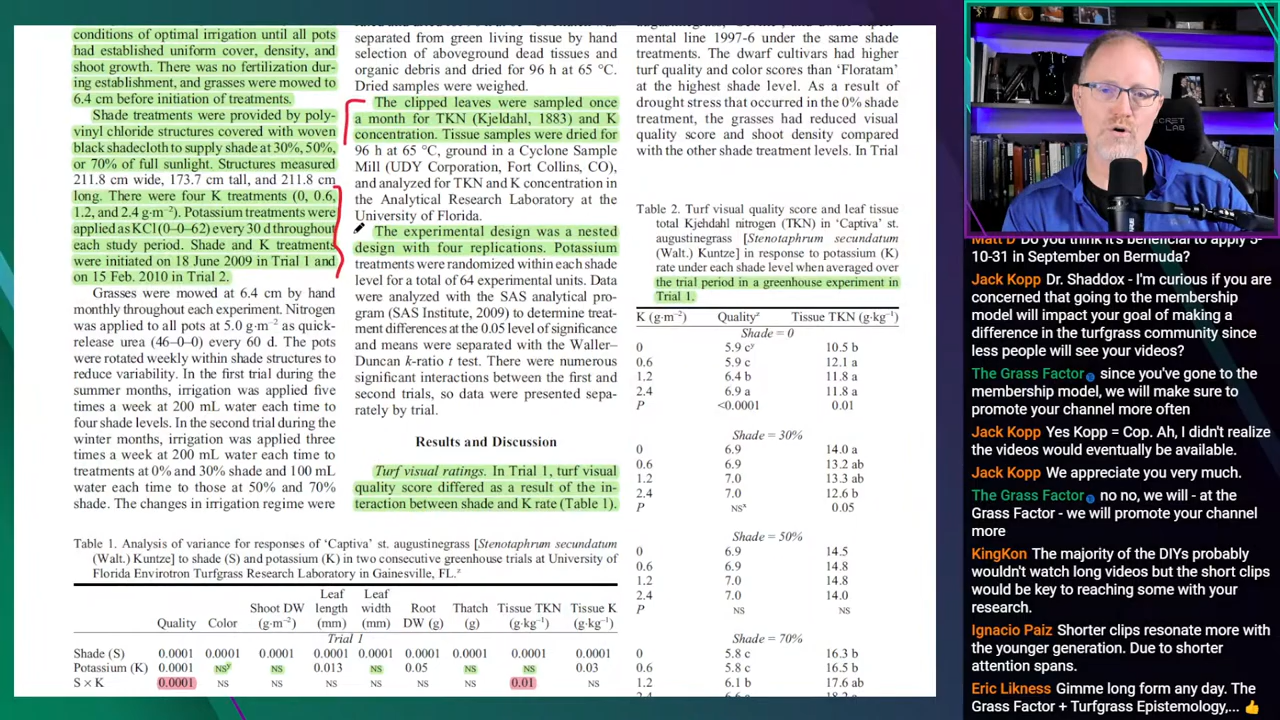 conditions of optimal irrigation until all pots
had established uniform cover, density, and
shoot growth. There was no fertilization dur-
ing establishment, and grasses were mowed to
6.4 cm before initiation of treatments.
Shade treatments were provided by poly-
vinyl chloride structures covered with woven
black shadecloth to supply shade at 30%, 50%,
or 70% of full sunlight. Structures measured
211.8 cm wide, 173.7 cm tall, and 211.8 cm
long. There were four K treatments (0, 0.6,
1.2, and 2.4 g·m⁻²). Potassium treatments were
applied as KCl (0–0–62) every 30 d throughout
each study period. Shade and K treatments
were initiated on 18 June 2009 in Trial 1 and
on 15 Feb. 2010 in Trial 2.
Grasses were mowed at 6.4 cm by hand
monthly throughout each experiment. Nitrogen
was applied to all pots at 5.0 g·m⁻² as quick-
release urea (46–0–0) every 60 d. The pots
were rotated weekly within shade structures to
reduce variability. In the first trial during the
summer months, irrigation was applied five
times a week at 200 mL water each time to
four shade levels. In the second trial during the
winter months, irrigation was applied three
times a week at 200 mL water each time to
treatments at 0% and 30% shade and 100 mL
water each time to those at 50% and 70%
shade. The changes in irrigation regime were
separated from green living tissue by hand
selection of aboveground dead tissues and
organic debris and dried for 96 h at 65 °C.
Dried samples were weighed.
The clipped leaves were sampled once
a month for TKN (Kjeldahl, 1883) and K
concentration. Tissue samples were dried for
96 h at 65 °C, ground in a Cyclone Sample
Mill (UDY Corporation, Fort Collins, CO),
and analyzed for TKN and K concentration in
the Analytical Research Laboratory at the
University of Florida.
The experimental design was a nested
design with four replications. Potassium
treatments were randomized within each shade
level for a total of 64 experimental units. Data
were analyzed with the SAS analytical pro-
gram (SAS Institute, 2009) to determine treat-
ment differences at the 0.05 level of significance
and means were separated with the Waller–
Duncan k-ratio t test. There were numerous
significant interactions between the first and
second trials, so data were presented sepa-
rately by trial.
Results and Discussion
Turf visual ratings. In Trial 1, turf visual
quality score differed as a result of the in-
teraction between shade and K rate (Table 1).
mental line 1997-6 under the same shade
treatments. The dwarf cultivars had higher
turf quality and color scores than ‘Floratam’
at the highest shade level. As a result of
drought stress that occurred in the 0% shade
treatment, the grasses had reduced visual
quality score and shoot density compared
with the other shade treatment levels. In Trial
Table 2. Turf visual quality score and leaf tissue
total Kjehdahl nitrogen (TKN) in ‘Captiva’ st.
augustinegrass [Stenotaphrum secundatum
(Walt.) Kuntze] in response to potassium (K)
rate under each shade level when averaged over
the trial period in a greenhouse experiment in
Trial 1.
K (g·m⁻²) Qualityᶻ Tissue TKN (g·kg⁻¹)
Shade = 0
0 5.9 cʸ 10.5 b
0.6 5.9 c 12.1 a
1.2 6.4 b 11.8 a
2.4 6.9 a 11.8 a
P <0.0001 0.01
Shade = 30%
0 6.9 14.0 a
0.6 6.9 13.2 ab
1.2 7.0 13.3 ab
2.4 7.0 12.6 b
P NSˣ 0.05
Shade = 50%
0 6.9 14.5
0.6 6.9 14.8
1.2 7.0 14.8
2.4 7.0 14.0
P NS NS
Shade = 70%
0 5.8 c 16.3 b
0.6 5.8 c 16.5 b
1.2 6.1 b 17.6 ab
Table 1. Analysis of variance for responses of ‘Captiva’ st. augustinegrass [Stenotaphrum secundatum
(Walt.) Kuntze] to shade (S) and potassium (K) in two consecutive greenhouse trials at University of
Florida Envirotron Turfgrass Research Laboratory in Gainesville, FL.ᶻ
Quality Color Shoot DW (g·m⁻²) Leaf length (mm) Leaf width (mm) Root DW (g) Thatch (g) Tissue TKN (g·kg⁻¹) Tissue K (g·kg⁻¹)
Trial 1
Shade (S) 0.0001 0.0001 0.0001 0.0001 0.0001 0.0001 0.0001 0.0001 0.0001
Potassium (K) 0.0001 NSʸ NS 0.013 NS 0.05 NS NS 0.03
S × K 0.0001 NS NS NS NS NS NS 0.01 NS
Matt D Do you think it's beneficial to apply 5-
10-31 in September on Bermuda?
Jack Kopp Dr. Shaddox - I'm curious if you are
concerned that going to the membership
model will impact your goal of making a
difference in the turfgrass community since
less people will see your videos?
The Grass Factor since you've gone to the
membership model, we will make sure to
promote your channel more often
Jack Kopp Yes Kopp = Cop. Ah, I didn't realize
the videos would eventually be available.
Jack Kopp We appreciate you very much.
The Grass Factor no no, we will - at the
Grass Factor - we will promote your channel
more
KingKon The majority of the DIYs probably
wouldn't watch long videos but the short clips
would be key to reaching some with your
research.
Ignacio Paiz Shorter clips resonate more with
the younger generation. Due to shorter
attention spans.
Eric Likness Gimme long form any day. The
Grass Factor + Turfgrass Epistemology,... 👍